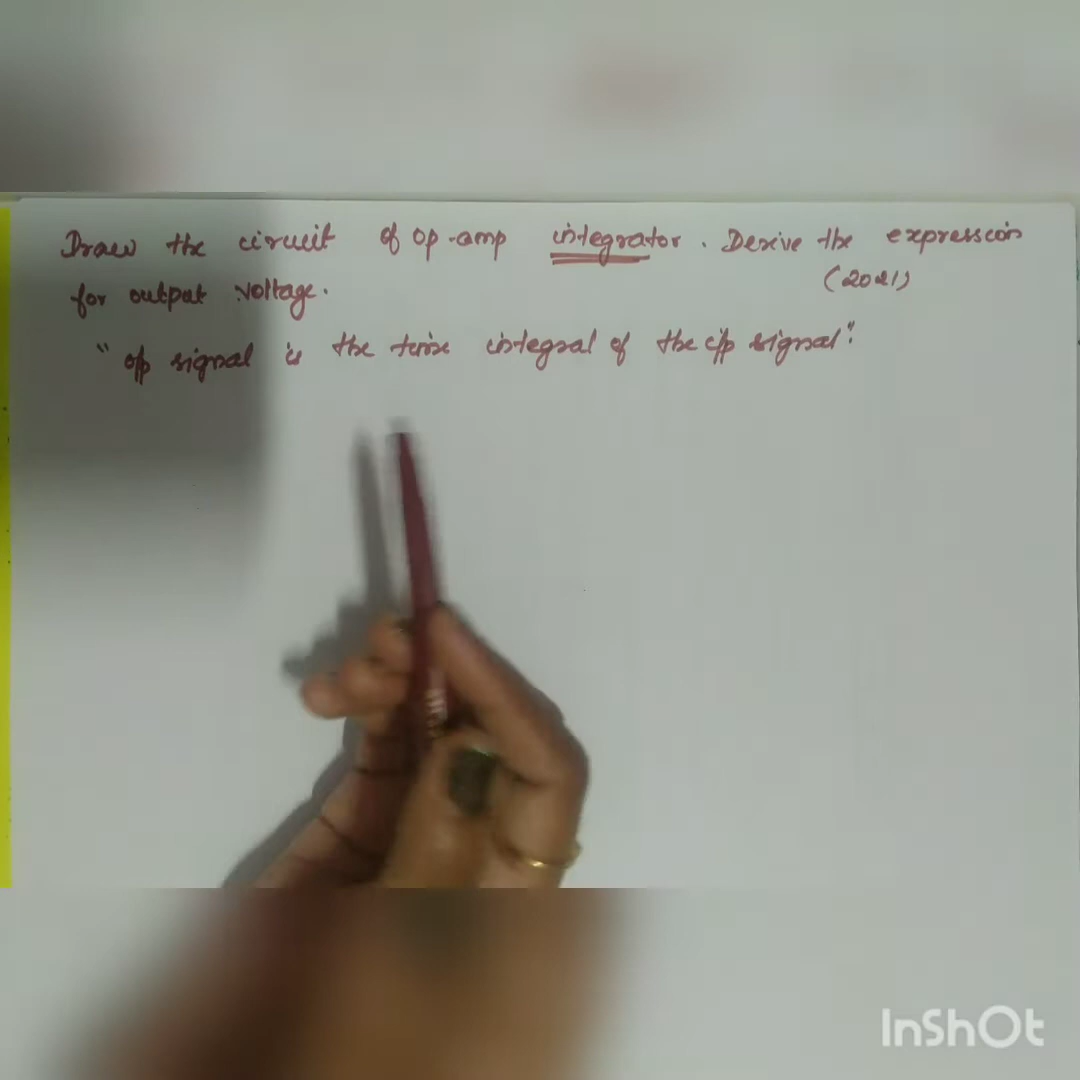 Draw the circuit of op-amp integrator. Derive the expression
(2021)
for output voltage.
"o/p signal is the time integral of the i/p signal".
InShOt